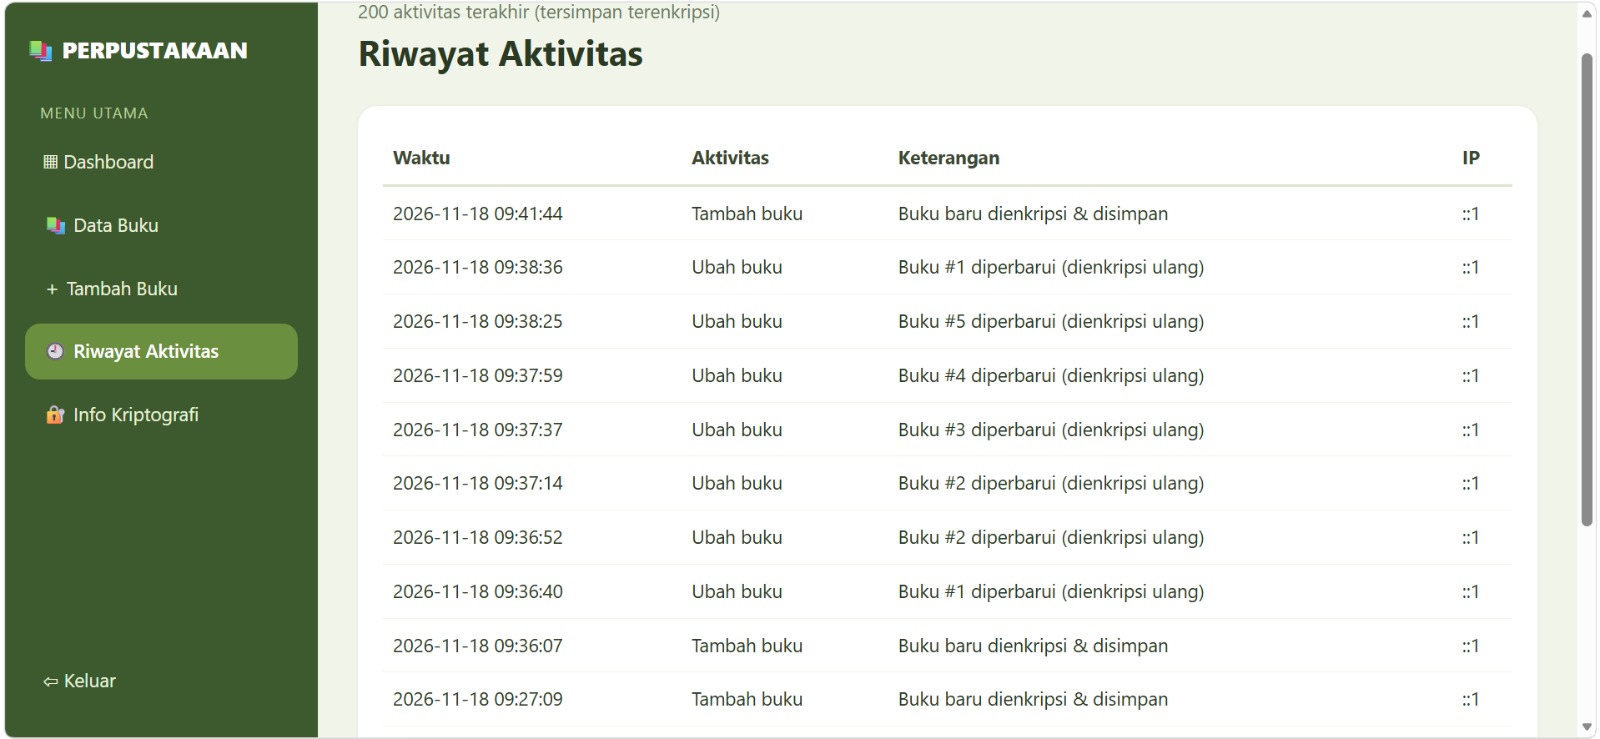 PERPUSTAKAAN
MENU UTAMA
Dashboard
Data Buku
+ Tambah Buku
Riwayat Aktivitas
Info Kriptografi
⇦ Keluar
200 aktivitas terakhir (tersimpan terenkripsi)
Riwayat Aktivitas
Waktu Aktivitas Keterangan IP
2026-11-18 09:41:44 Tambah buku Buku baru dienkripsi & disimpan ::1
2026-11-18 09:38:36 Ubah buku Buku #1 diperbarui (dienkripsi ulang) ::1
2026-11-18 09:38:25 Ubah buku Buku #5 diperbarui (dienkripsi ulang) ::1
2026-11-18 09:37:59 Ubah buku Buku #4 diperbarui (dienkripsi ulang) ::1
2026-11-18 09:37:37 Ubah buku Buku #3 diperbarui (dienkripsi ulang) ::1
2026-11-18 09:37:14 Ubah buku Buku #2 diperbarui (dienkripsi ulang) ::1
2026-11-18 09:36:52 Ubah buku Buku #2 diperbarui (dienkripsi ulang) ::1
2026-11-18 09:36:40 Ubah buku Buku #1 diperbarui (dienkripsi ulang) ::1
2026-11-18 09:36:07 Tambah buku Buku baru dienkripsi & disimpan ::1
2026-11-18 09:27:09 Tambah buku Buku baru dienkripsi & disimpan ::1